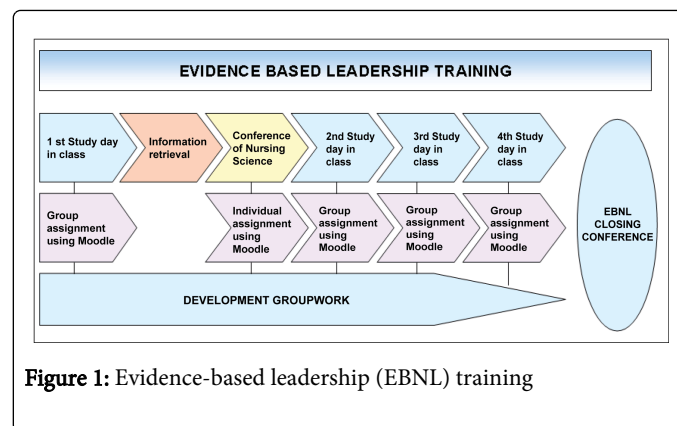 EVIDENCE BASED LEADERSHIP TRAINING
1 st Study day
in class
Information
retrieval
Conference
of Nursing
Science
2nd Study
day in
class
3rd Study
day in
class
4th Study
day in
class
Group
assignment
using Moodle
Individual
assignment
using
Moodle
Group
assignment
using
Moodle
Group
assignment
using
Moodle
Group
assignment
using
Moodle
EBNL
CLOSING
CONFERENCE
DEVELOPMENT GROUPWORK
Figure 1: Evidence-based leadership (EBNL) training